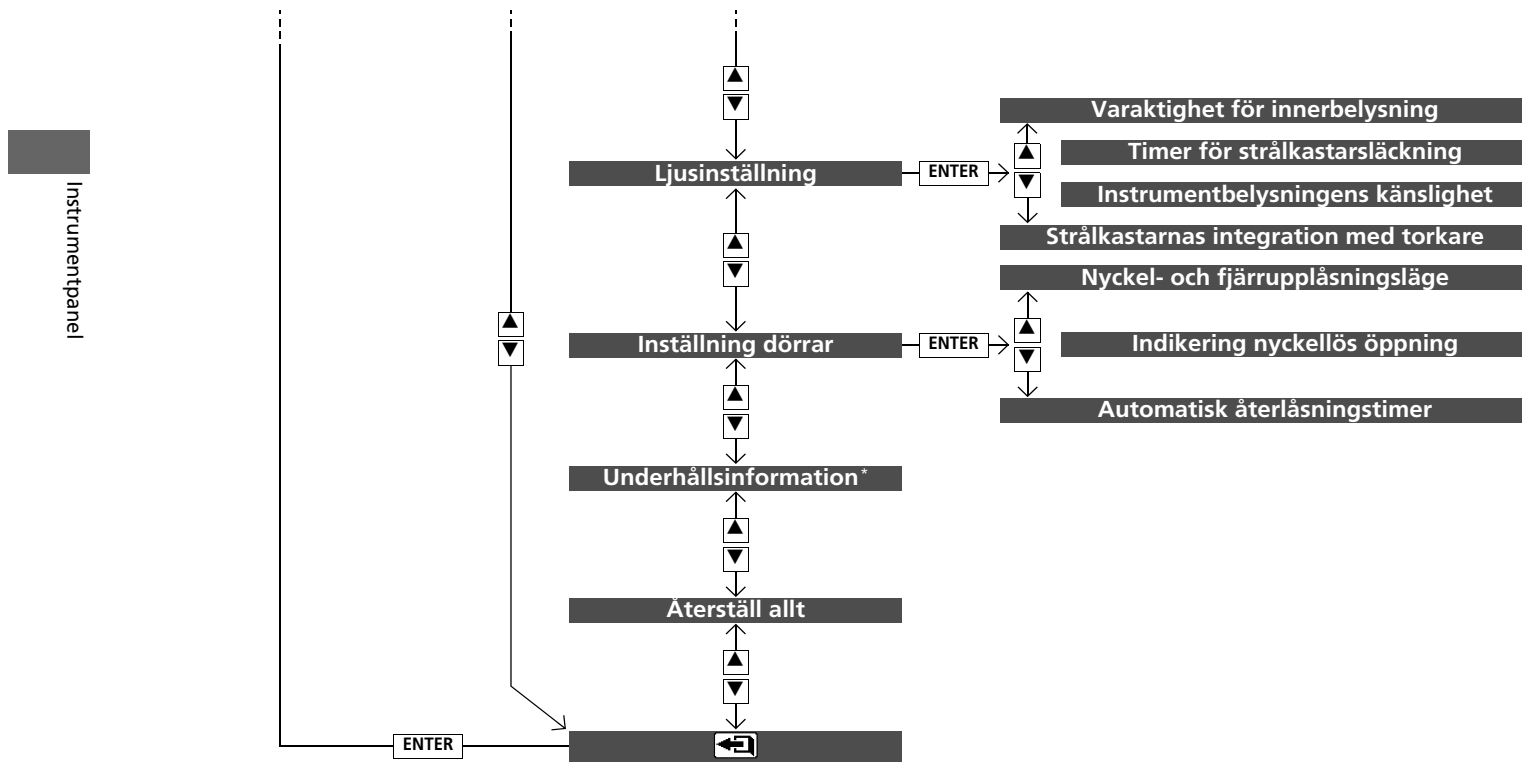 Instrumentpanel
Varaktighet för innerbelysning
Timer för strålkastarsläckning
Ljusinställning
ENTER
Instrumentbelysningens känslighet
Strålkastarnas integration med torkare
Nyckel- och fjärrupplåsningsläge
Inställning dörrar
ENTER
Indikering nyckellös öppning
Automatisk återlåsningstimer
Underhållsinformation*
Återställ allt
ENTER